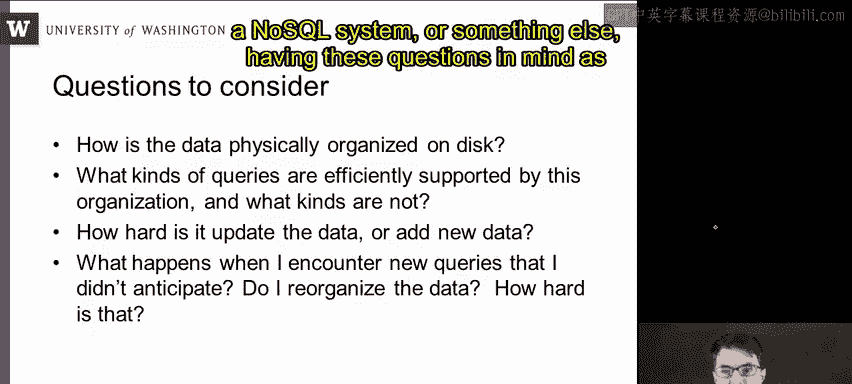 W UNIVERSITY of WASHINGTON
a NoSQL system, or something else,
having these questions in mind as
中英字幕课程资源@bilibili.com
Questions to consider
• How is the data physically organized on disk?
• What kinds of queries are efficiently supported by this
organization, and what kinds are not?
• How hard is it update the data, or add new data?
• What happens when I encounter new queries that I
didn't anticipate? Do I reorganize the data? How hard
is that?